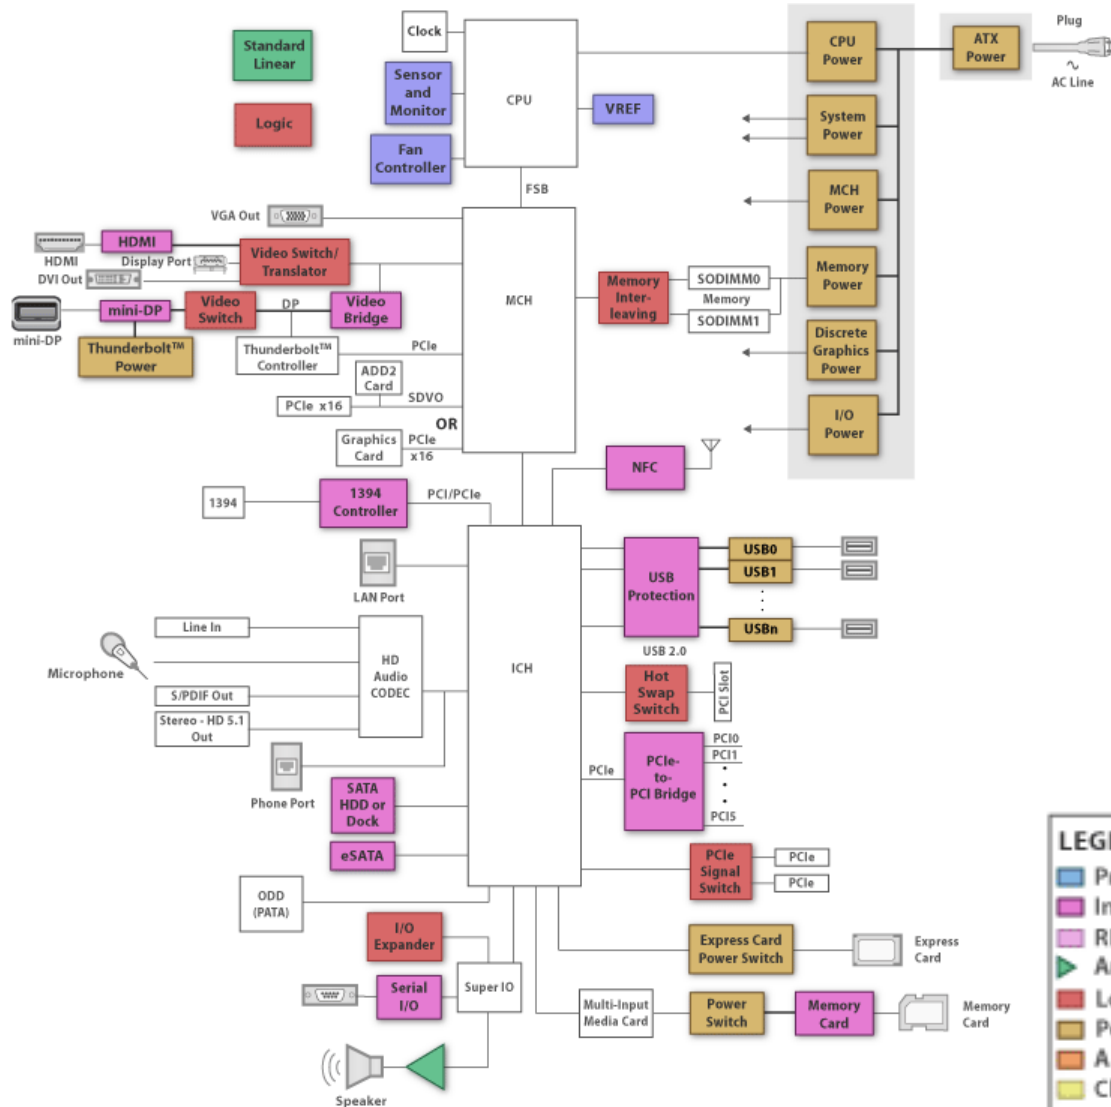 Standard
Linear
Logic
Clock
Sensor
and
Monitor
Fan
Controller
CPU
VREF
FSB
CPU
Power
System
Power
MCH
Power
Memory
Power
Discrete
Graphics
Power
I/O
Power
ATX
Power
Plug
AC Line
VGA Out
HDMI
HDMI
Display Port
DVI Out
Video Switch/
Translator
mini-DP
mini-DP
Video
Switch
DP
Video
Bridge
Thunderbolt™
Power
Thunderbolt™
Controller
PCIe
ADD2
Card
PCIe x16
SDVO
OR
Graphics
Card
PCIe
x16
MCH
Memory
Inter-
leaving
SODIMM0
Memory
SODIMM1
NFC
1394
1394
Controller
PCI/PCIe
LAN Port
Line In
Microphone
S/PDIF Out
Stereo - HD 5.1
Out
HD
Audio
CODEC
Phone Port
SATA
HDD or
Dock
eSATA
ODD
(PATA)
ICH
USB
Protection
USB 2.0
USB0
USB1
USBn
Hot
Swap
Switch
PCI Slot
PCIe
PCIe-
to-
PCI Bridge
PCI0
PCI1
PCI5
PCIe
Signal
Switch
PCIe
PCIe
I/O
Expander
Serial
I/O
Super IO
Speaker
Express Card
Power Switch
Express
Card
Multi-Input
Media Card
Power
Switch
Memory
Card
Memory
Card